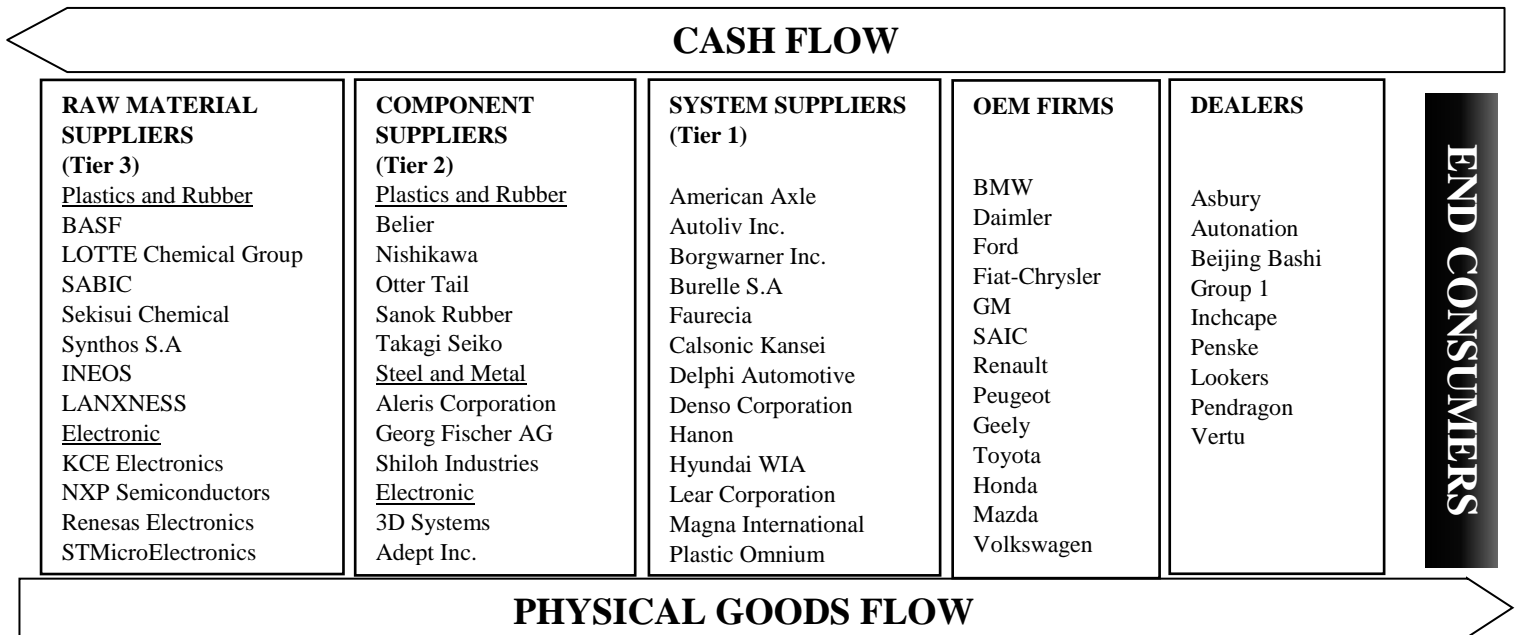 CASH FLOW
RAW MATERIAL
SUPPLIERS
(Tier 3)
Plastics and Rubber
BASF
LOTTE Chemical Group
SABIC
Sekisui Chemical
Synthos S.A
INEOS
LANXNESS
Electronic
KCE Electronics
NXP Semiconductors
Renesas Electronics
STMicroElectronics
COMPONENT
SUPPLIERS
(Tier 2)
Plastics and Rubber
Belier
Nishikawa
Otter Tail
Sanok Rubber
Takagi Seiko
Steel and Metal
Aleris Corporation
Georg Fischer AG
Shiloh Industries
Electronic
3D Systems
Adept Inc.
SYSTEM SUPPLIERS
(Tier 1)
American Axle
Autoliv Inc.
Borgwarner Inc.
Burelle S.A
Faurecia
Calsonic Kansei
Delphi Automotive
Denso Corporation
Hanon
Hyundai WIA
Lear Corporation
Magna International
Plastic Omnium
OEM FIRMS
BMW
Daimler
Ford
Fiat-Chrysler
GM
SAIC
Renault
Peugeot
Geely
Toyota
Honda
Mazda
Volkswagen
DEALERS
Asbury
Autonation
Beijing Bashi
Group 1
Inchcape
Penske
Lookers
Pendragon
Vertu
END CONSUMERS
PHYSICAL GOODS FLOW